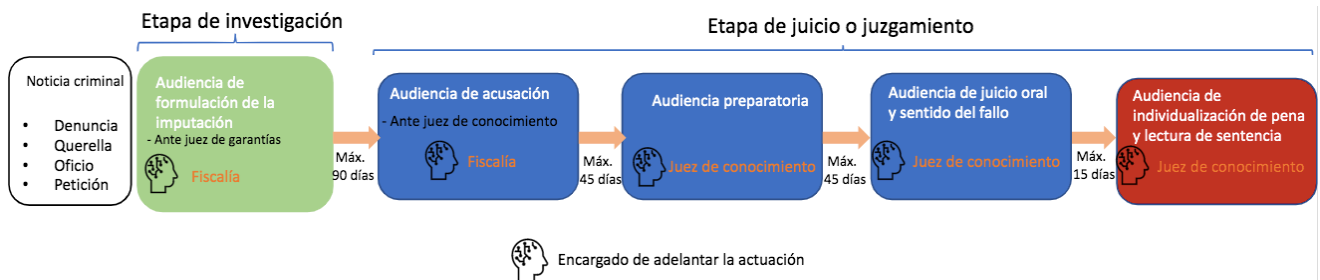 Etapa de investigación
Etapa de juicio o juzgamiento
Noticia criminal
• Denuncia
• Querella
• Oficio
• Petición
Audiencia de
formulación de la
imputación
- Ante juez de garantías
Fiscalía
Máx.
90 días
Audiencia de acusación
- Ante juez de conocimiento
Fiscalía
Máx.
45 días
Audiencia preparatoria
Juez de conocimiento
Máx.
45 días
Audiencia de juicio oral
y sentido del fallo
Juez de conocimiento
Máx.
15 días
Audiencia de
individualización de pena
y lectura de sentencia
Juez de conocimiento
Encargado de adelantar la actuación